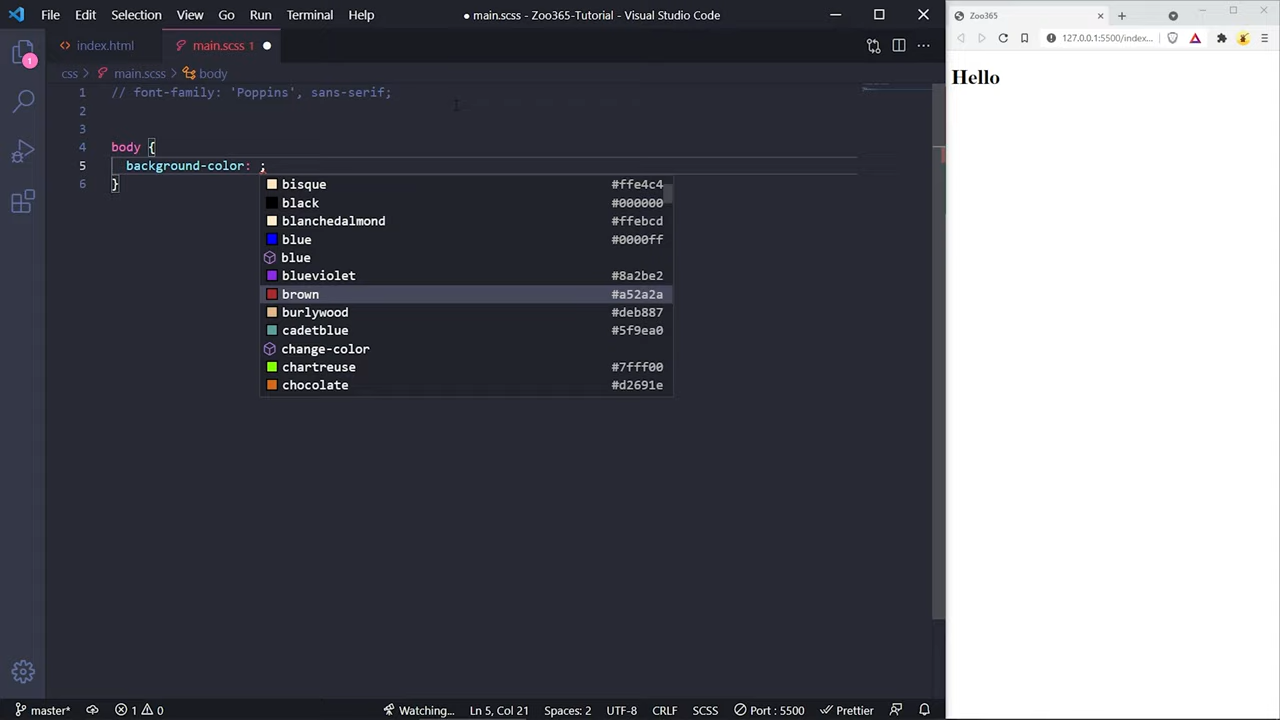 File Edit Selection View Go Run Terminal Help ● main.scss - Zoo365-Tutorial - Visual Studio Code
Zoo365
index.html main.scss 1
127.0.0.1:5500/index...
1
css > main.scss > body
1 // font-family: 'Poppins', sans-serif;
2
3
4 body {
5 background-color: ;
6 }
bisque #ffe4c4
black #000000
blanchedalmond #ffebcd
blue #0000ff
blue
blueviolet #8a2be2
brown #a52a2a
burlywood #deb887
cadetblue #5f9ea0
change-color
chartreuse #7fff00
chocolate #d2691e
Hello
master* 1 0 Watching... Ln 5, Col 21 Spaces: 2 UTF-8 CRLF SCSS Port : 5500 Prettier